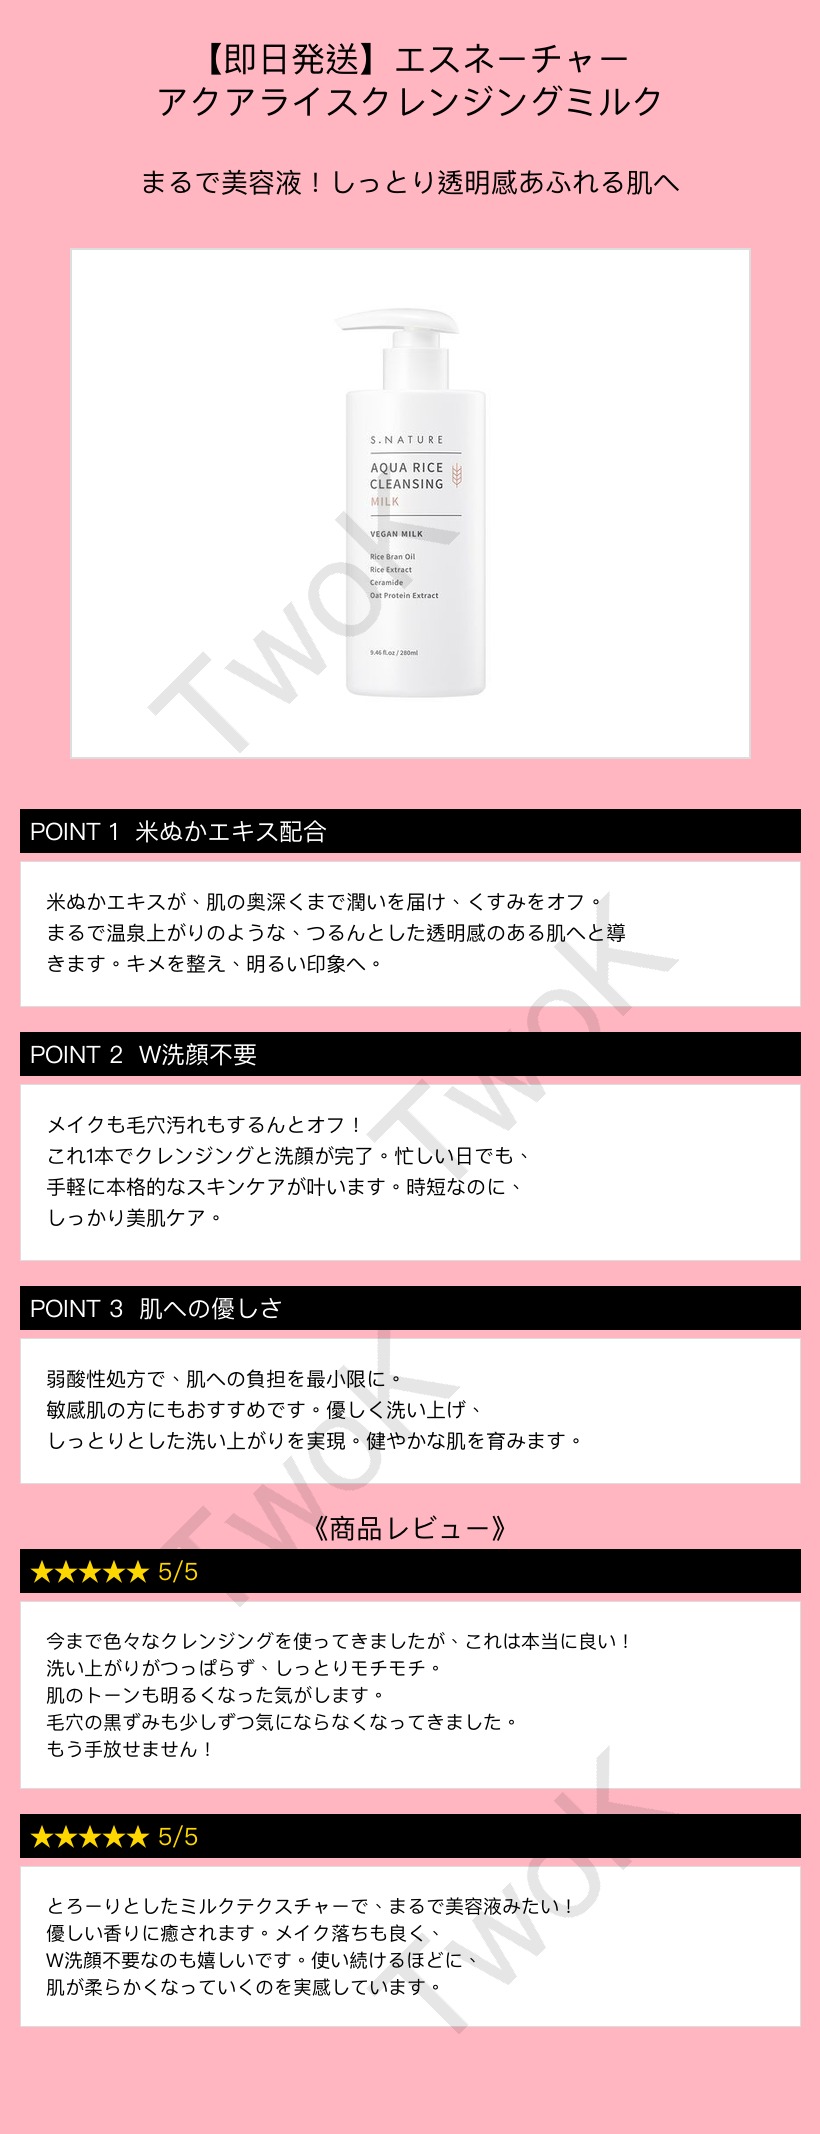 【即日発送】エスネーチャー
アクアライスクレンジングミルク
まるで美容液！しっとり透明感あふれる肌へ
S.NATURE
AQUA RICE
CLEANSING
MILK
VEGAN MILK
Rice Bran Oil
Rice Extract
Ceramide
Oat Protein Extract
9.46 fl.oz / 280ml
TwoK
POINT 1 米ぬかエキス配合
米ぬかエキスが、肌の奥深くまで潤いを届け、くすみをオフ。
まるで温泉上がりのような、つるんとした透明感のある肌へと導
きます。キメを整え、明るい印象へ。
TwoK
POINT 2 W洗顔不要
メイクも毛穴汚れもするんとオフ！
これ1本でクレンジングと洗顔が完了。忙しい日でも、
手軽に本格的なスキンケアが叶います。時短なのに、
しっかり美肌ケア。
POINT 3 肌への優しさ
弱酸性処方で、肌への負担を最小限に。
敏感肌の方にもおすすめです。優しく洗い上げ、
しっとりとした洗い上がりを実現。健やかな肌を育みます。
TwoK
《商品レビュー》
★★★★★ 5/5
今まで色々なクレンジングを使ってきましたが、これは本当に良い！
洗い上がりがつっぱらず、しっとりモチモチ。
肌のトーンも明るくなった気がします。
毛穴の黒ずみも少しずつ気にならなくなってきました。
もう手放せません！
★★★★★ 5/5
とろーりとしたミルクテクスチャーで、まるで美容液みたい！
優しい香りに癒されます。メイク落ちも良く、
W洗顔不要なのも嬉しいです。使い続けるほどに、
肌が柔らかくなっていくのを実感しています。
TwoK